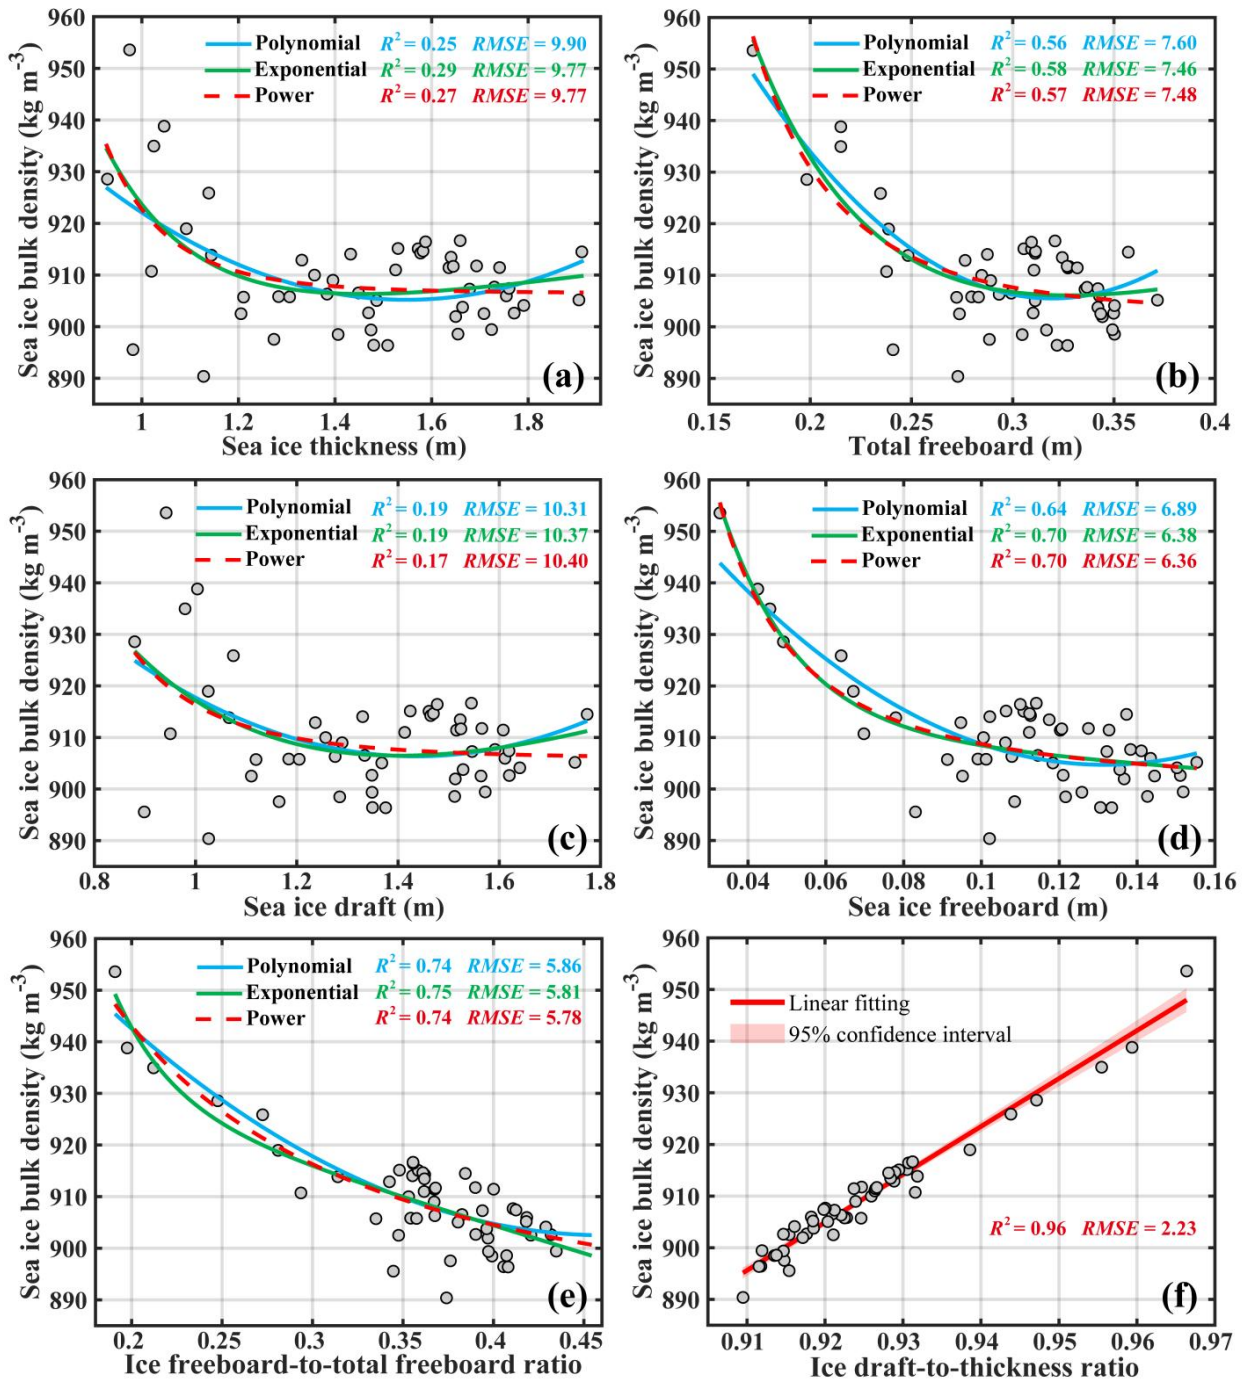 960
950
940
930
920
910
900
890
Sea ice bulk density (kg m⁻³)
Polynomial R² = 0.25 RMSE = 9.90
Exponential R² = 0.29 RMSE = 9.77
Power R² = 0.27 RMSE = 9.77
(a)
1 1.2 1.4 1.6 1.8
Sea ice thickness (m)
960
950
940
930
920
910
900
890
Sea ice bulk density (kg m⁻³)
Polynomial R² = 0.56 RMSE = 7.60
Exponential R² = 0.58 RMSE = 7.46
Power R² = 0.57 RMSE = 7.48
(b)
0.15 0.2 0.25 0.3 0.35 0.4
Total freeboard (m)
960
950
940
930
920
910
900
890
Sea ice bulk density (kg m⁻³)
Polynomial R² = 0.19 RMSE = 10.31
Exponential R² = 0.19 RMSE = 10.37
Power R² = 0.17 RMSE = 10.40
(c)
0.8 1 1.2 1.4 1.6 1.8
Sea ice draft (m)
960
950
940
930
920
910
900
890
Sea ice bulk density (kg m⁻³)
Polynomial R² = 0.64 RMSE = 6.89
Exponential R² = 0.70 RMSE = 6.38
Power R² = 0.70 RMSE = 6.36
(d)
0.04 0.06 0.08 0.1 0.12 0.14 0.16
Sea ice freeboard (m)
960
950
940
930
920
910
900
890
Sea ice bulk density (kg m⁻³)
Polynomial R² = 0.74 RMSE = 5.86
Exponential R² = 0.75 RMSE = 5.81
Power R² = 0.74 RMSE = 5.78
(e)
0.2 0.25 0.3 0.35 0.4 0.45
Ice freeboard-to-total freeboard ratio
960
950
940
930
920
910
900
890
Sea ice bulk density (kg m⁻³)
Linear fitting
95% confidence interval
R² = 0.96 RMSE = 2.23
(f)
0.91 0.92 0.93 0.94 0.95 0.96 0.97
Ice draft-to-thickness ratio